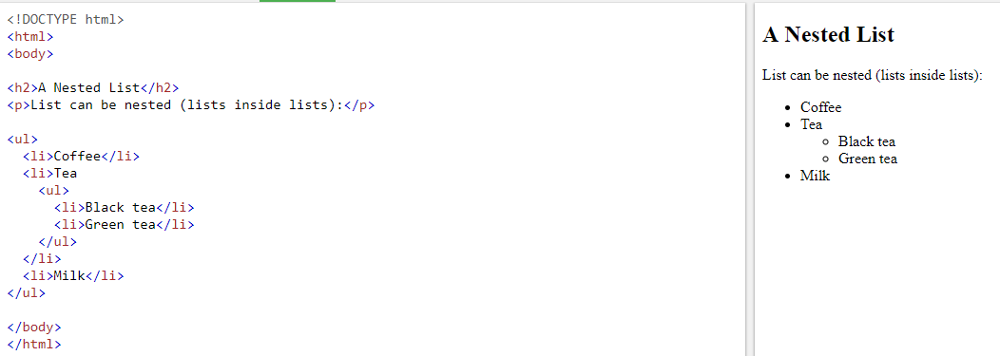 <!DOCTYPE html>
<html>
<body>

<h2>A Nested List</h2>
<p>List can be nested (lists inside lists):</p>

<ul>
  <li>Coffee</li>
  <li>Tea
    <ul>
      <li>Black tea</li>
      <li>Green tea</li>
    </ul>
  </li>
  <li>Milk</li>
</ul>

</body>
</html>
A Nested List
List can be nested (lists inside lists):
Coffee
Tea
Black tea
Green tea
Milk